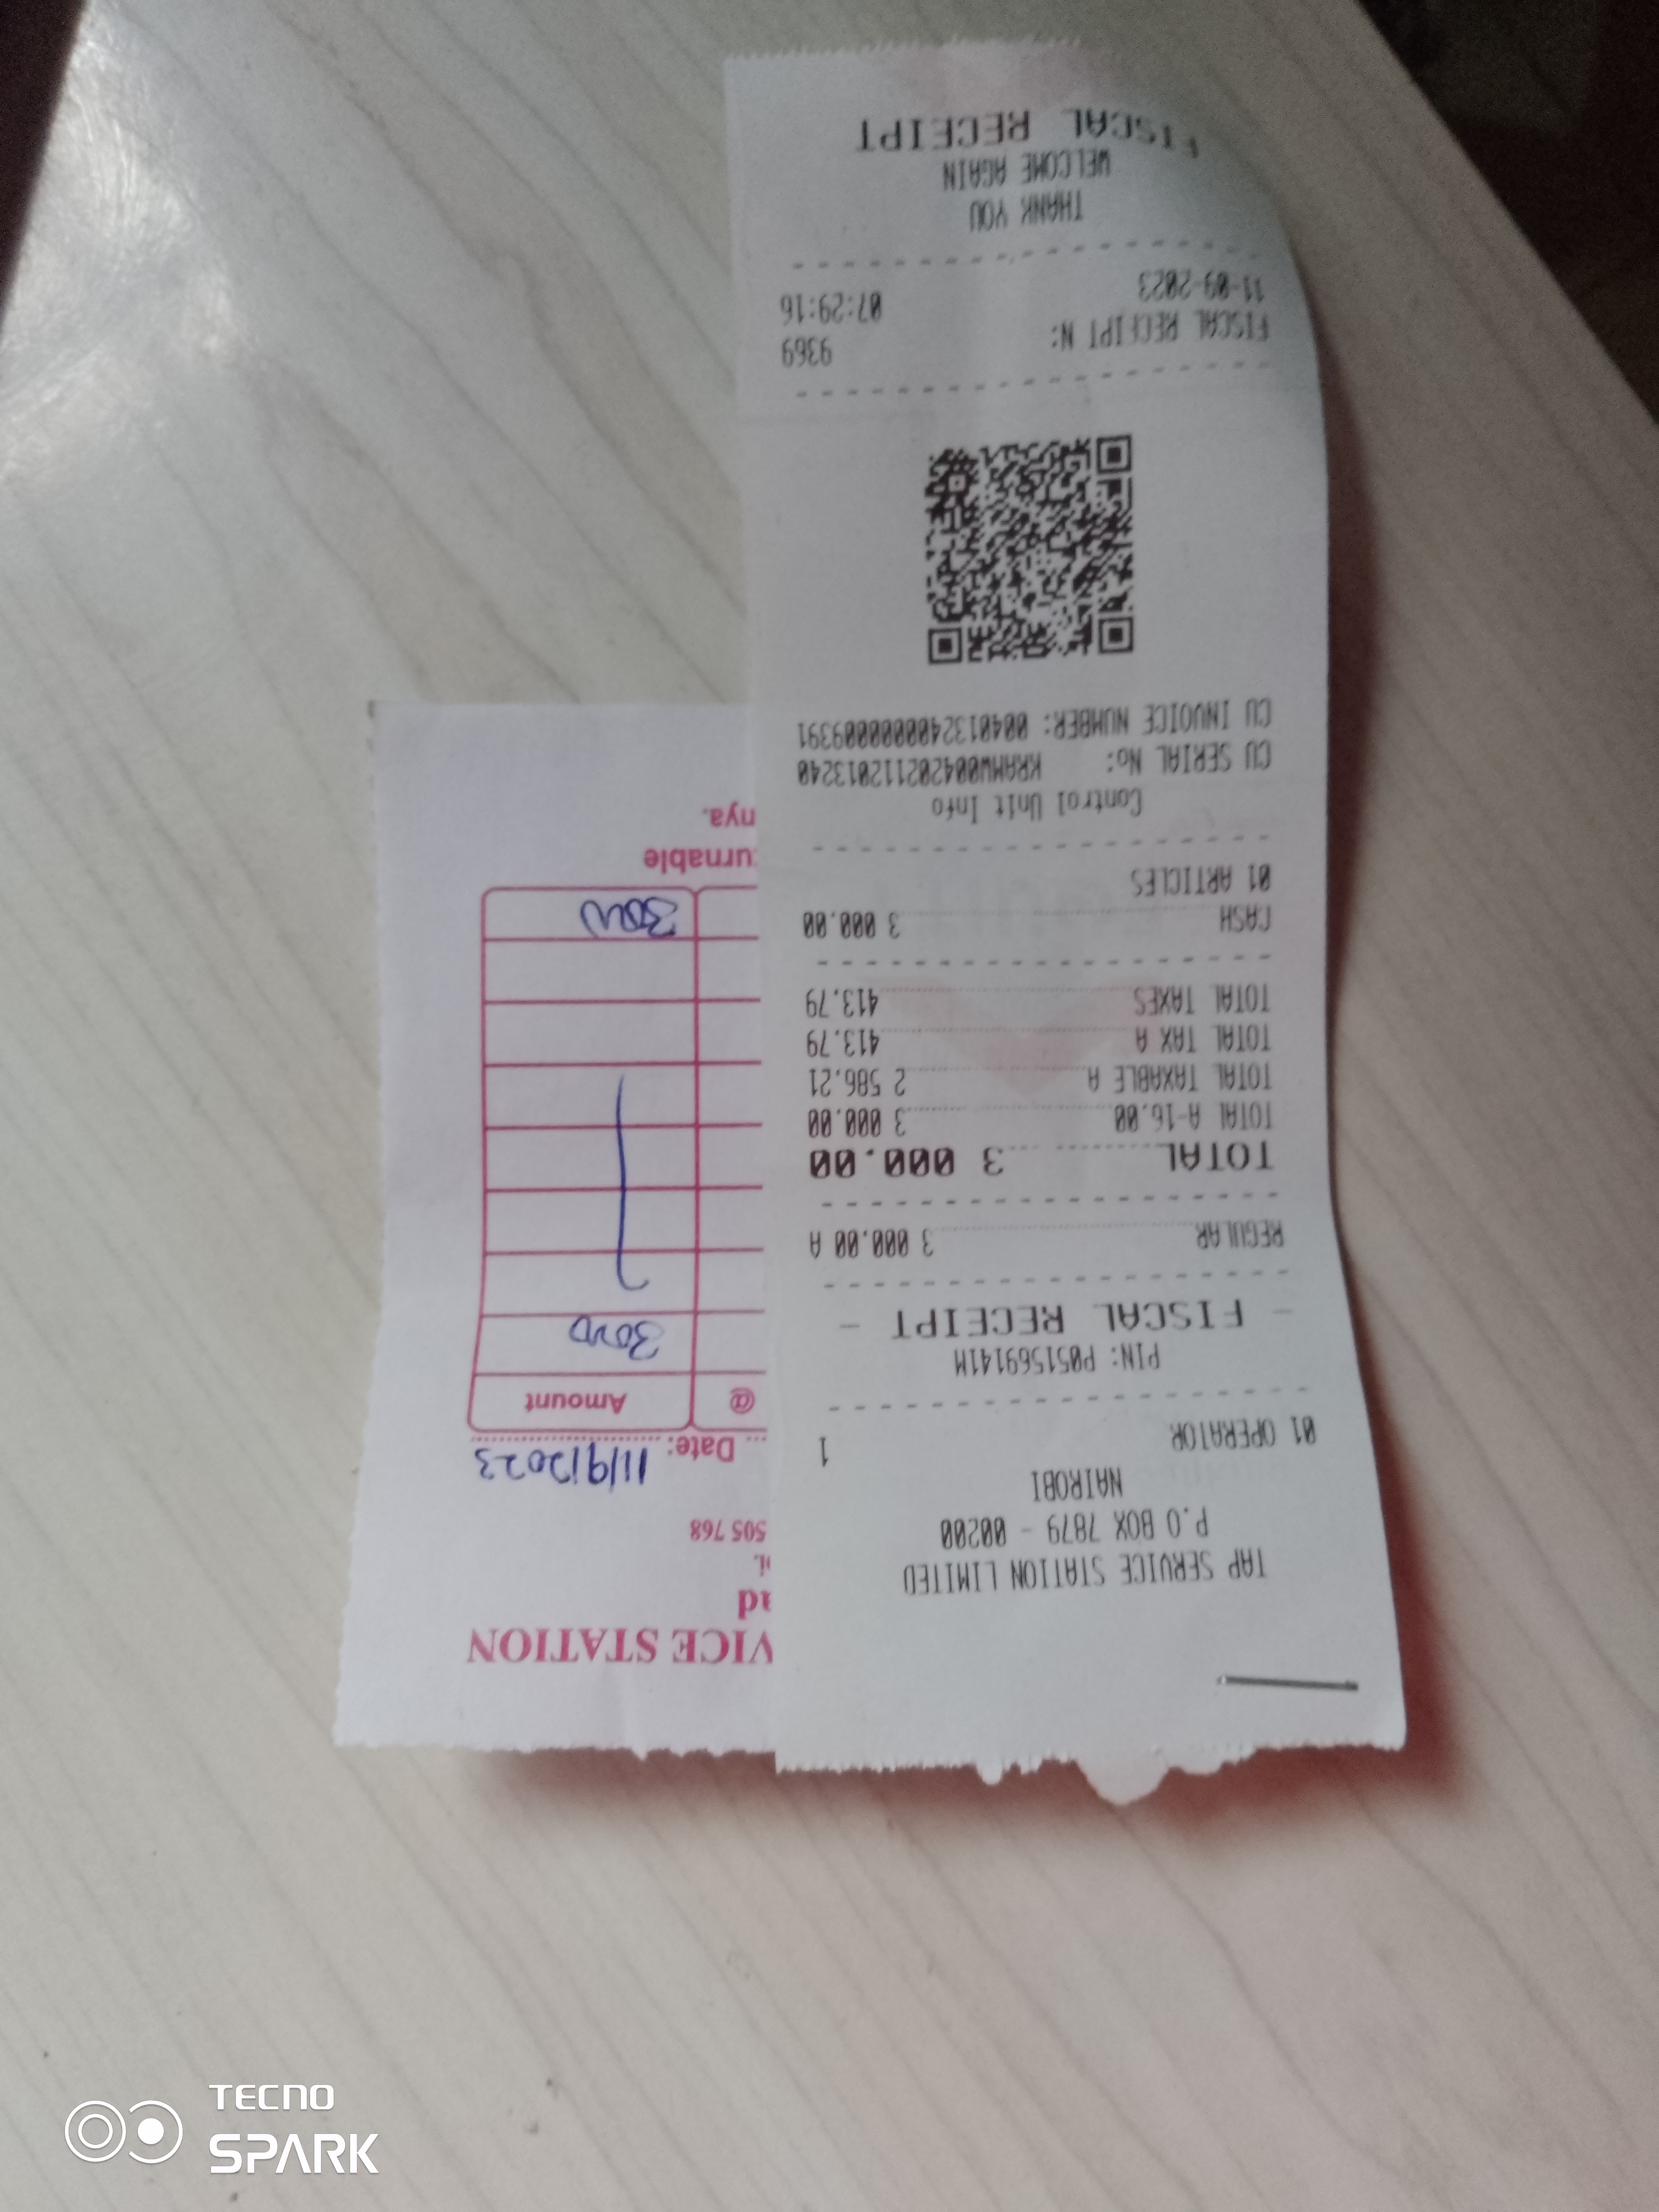 TAP SERVICE STATION LIMITED
P.O BOX 7879 - 00200
NAIROBI
01 OPERATOR 1
PIN: P051569141M
- FISCAL RECEIPT -
REGULAR 3 000.00 A
TOTAL 3 000.00
TOTAL A-16.00 3 000.00
TOTAL TAXABLE A 2 586.21
TOTAL TAX A 413.79
TOTAL TAXES 413.79
CASH 3 000.00
01 ARTICLES
Control Unit Info
CU SERIAL No: KRAMW004202112013240
CU INVOICE NUMBER: 0040132400000009391
FISCAL RECEIPT N: 9369
11-09-2023 07:29:16
THANK YOU
WELCOME AGAIN
FISCAL RECEIPT
VICE STATION
ad
505 768
Date: 11/9/2023
@ Amount
3000
3000
urnable
nya.
TECNO
SPARK